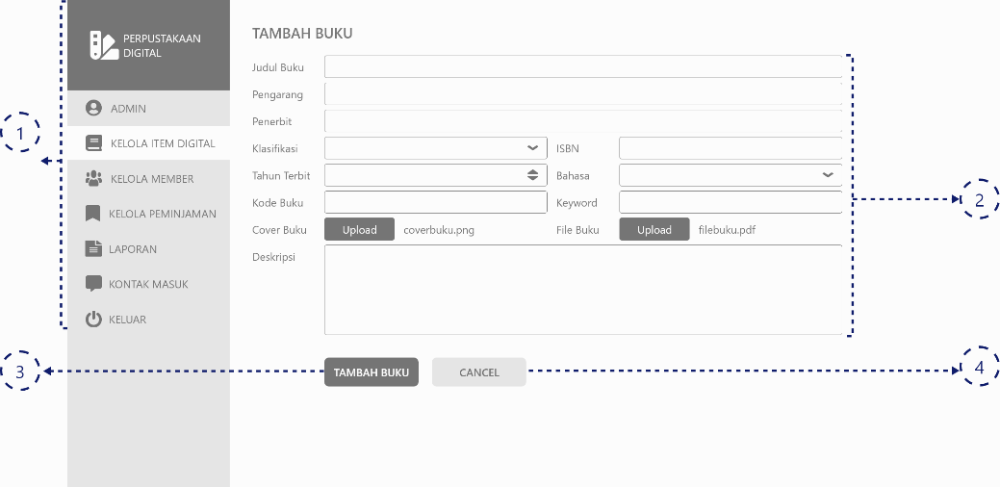 PERPUSTAKAAN
DIGITAL
ADMIN
KELOLA ITEM DIGITAL
KELOLA MEMBER
KELOLA PEMINJAMAN
LAPORAN
KONTAK MASUK
KELUAR
1
TAMBAH BUKU
Judul Buku
Pengarang
Penerbit
Klasifikasi
ISBN
Tahun Terbit
Bahasa
Kode Buku
Keyword
Cover Buku
Upload
coverbuku.png
File Buku
Upload
filebuku.pdf
Deskripsi
2
3
TAMBAH BUKU
CANCEL
4